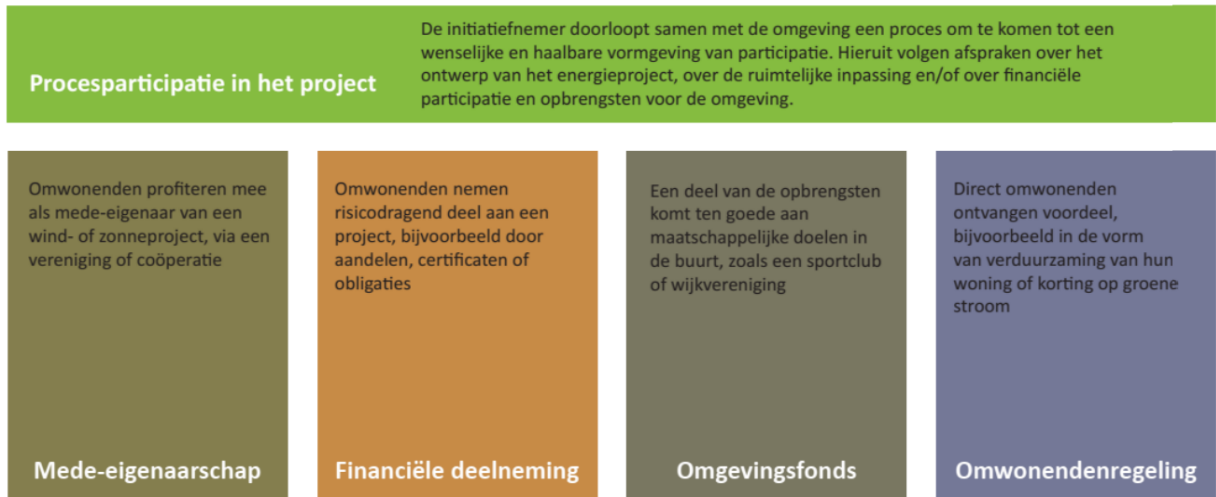 Procesparticipatie in het project
De initiatiefnemer doorloopt samen met de omgeving een proces om te komen tot een
wenselijke en haalbare vormgeving van participatie. Hieruit volgen afspraken over het
ontwerp van het energieproject, over de ruimtelijke inpassing en/of over financiële
participatie en opbrengsten voor de omgeving.
Omwonenden profiteren mee
als mede-eigenaar van een
wind- of zonneproject, via een
vereniging of coöperatie
Mede-eigenaarschap
Omwonenden nemen
risicodragend deel aan een
project, bijvoorbeeld door
aandelen, certificaten of
obligaties
Financiële deelneming
Een deel van de opbrengsten
komt ten goede aan
maatschappelijke doelen in
de buurt, zoals een sportclub
of wijkvereniging
Omgevingsfonds
Direct omwonenden
ontvangen voordeel,
bijvoorbeeld in de vorm
van verduurzaming van hun
woning of korting op groene
stroom
Omwonendenregeling